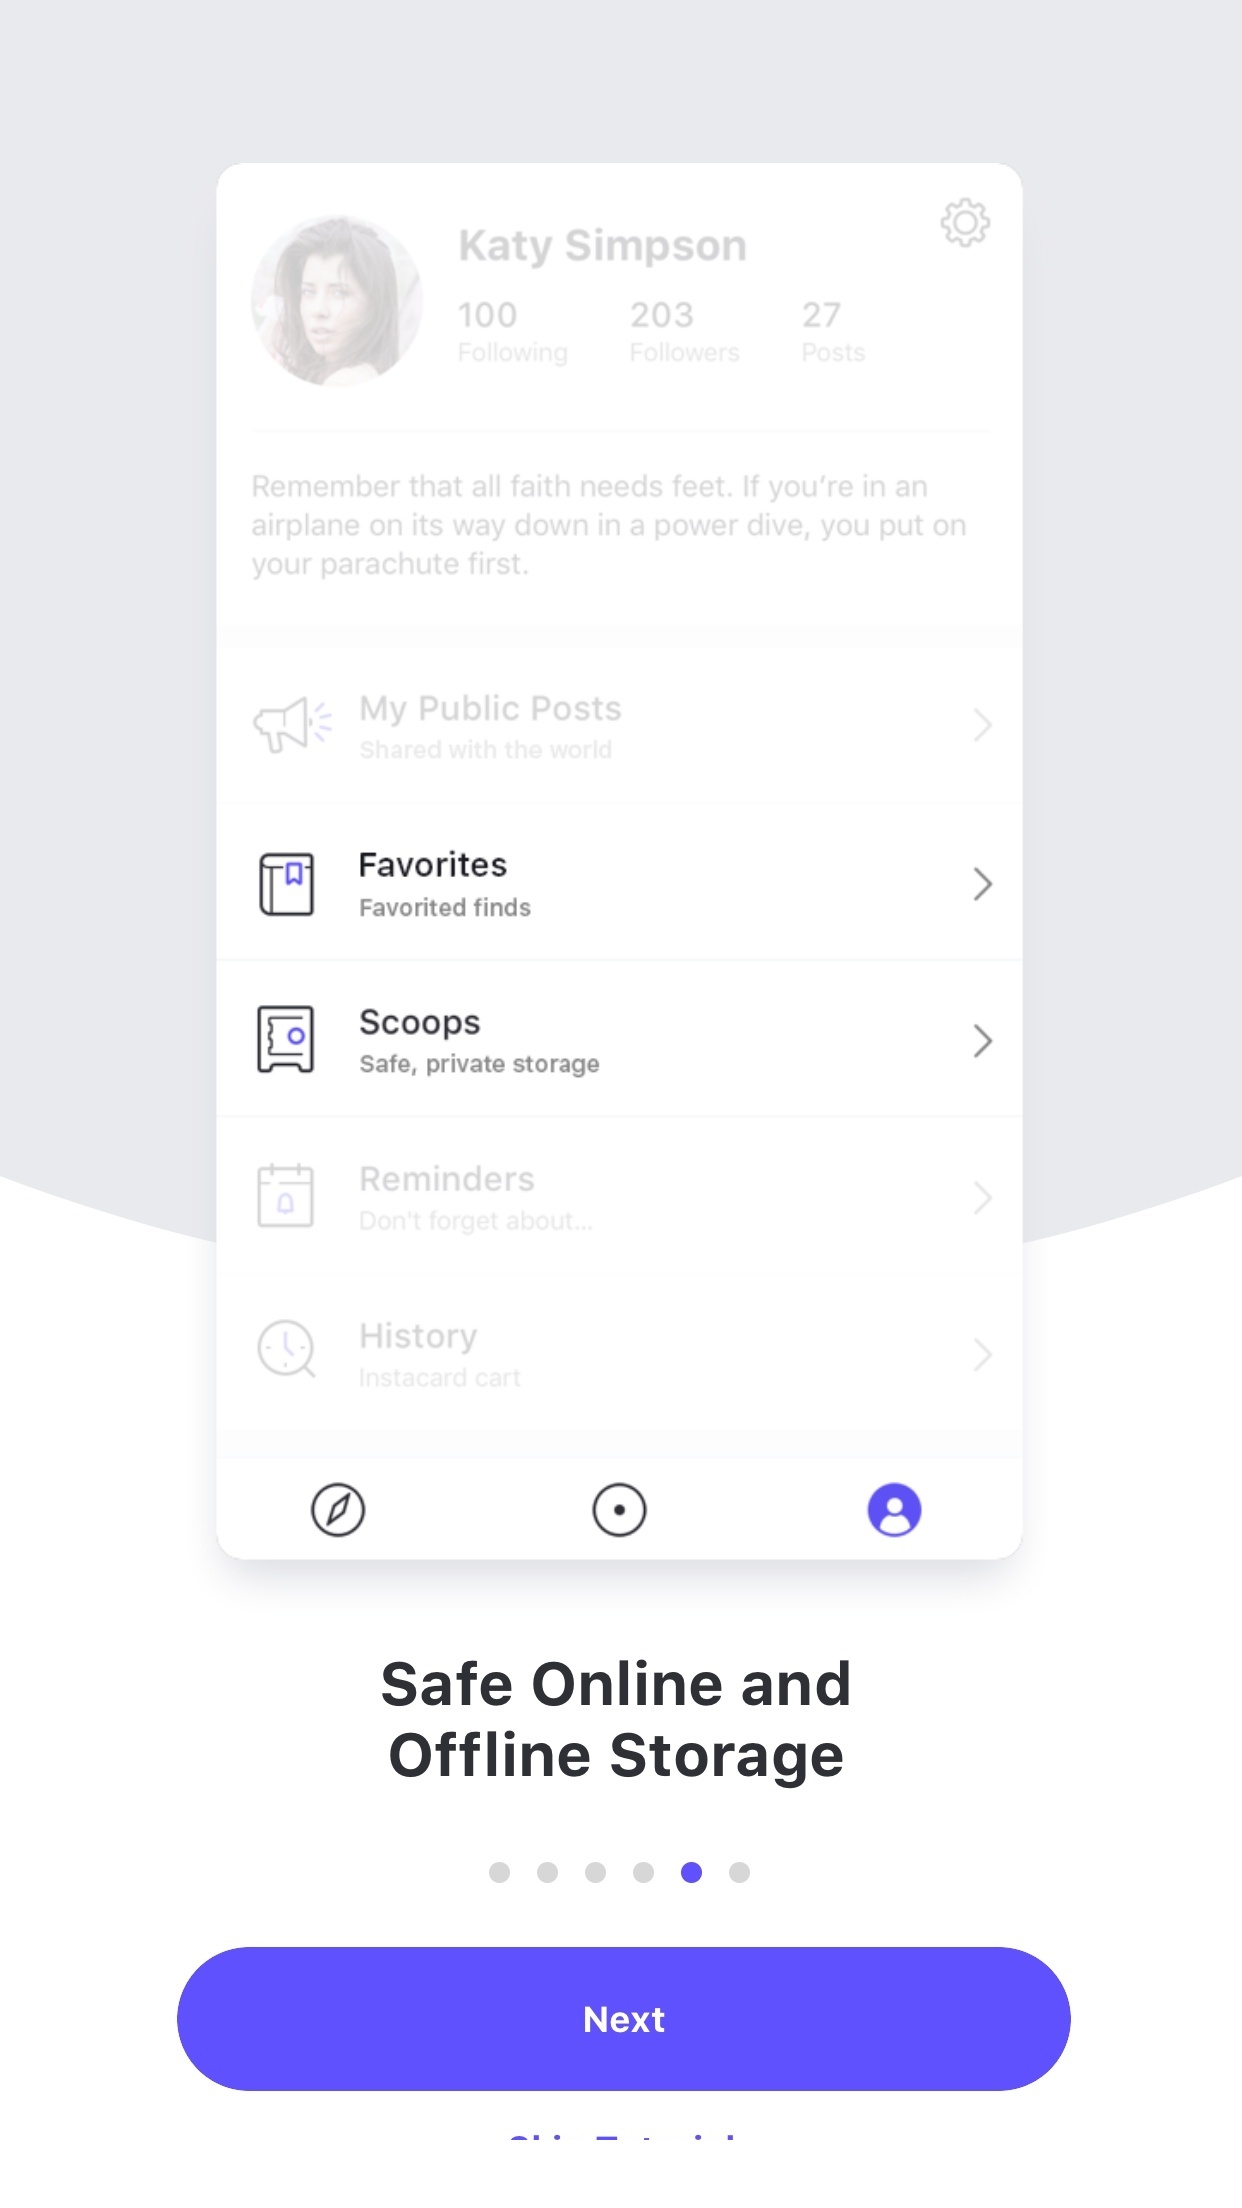 Katy Simpson
100 203 27
Following Followers Posts
Remember that all faith needs feet. If you’re in an
airplane on its way down in a power dive, you put on
your parachute first.
My Public Posts
Shared with the world
Favorites
Favorited finds
Scoops
Safe, private storage
Reminders
Don't forget about...
History
Instacard cart
Safe Online and
Offline Storage
Next
Skip Tutorial